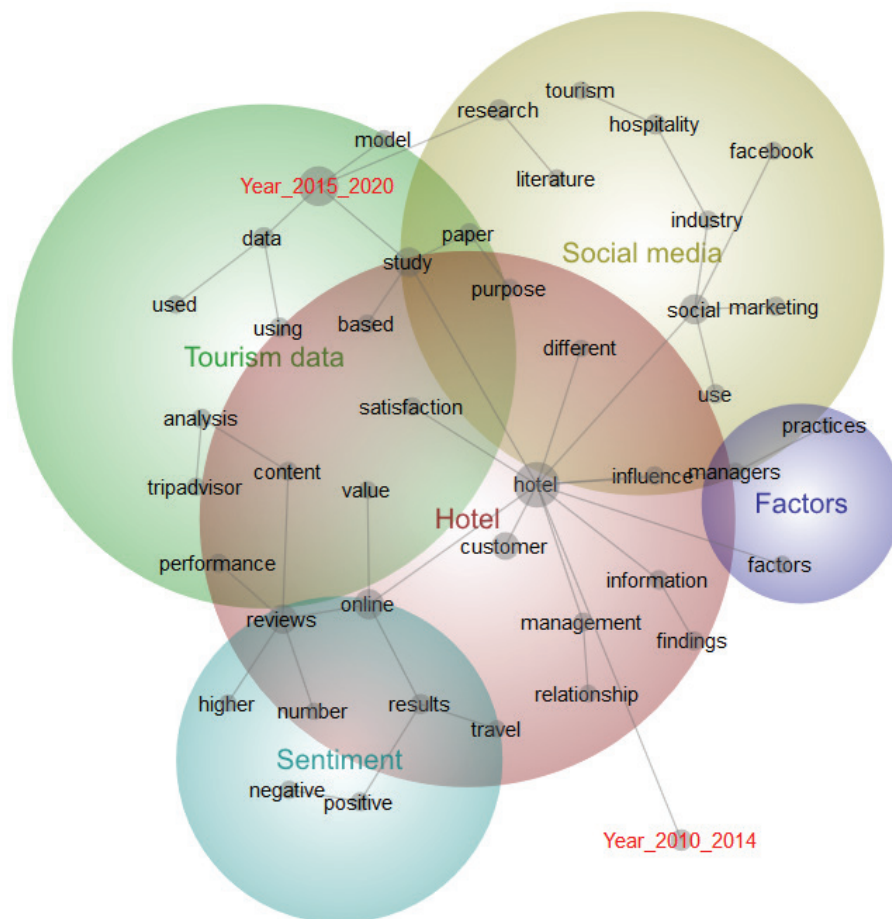 tourism
research
hospitality
model
facebook
literature
Year_2015_2020
industry
data
paper
Social media
study
purpose
used
social
marketing
using
based
different
Tourism data
use
satisfaction
analysis
practices
content
managers
influence
tripadvisor
value
hotel
Factors
Hotel
customer
performance
factors
information
online
reviews
management
findings
relationship
higher
number
results
travel
Sentiment
negative
positive
Year_2010_2014